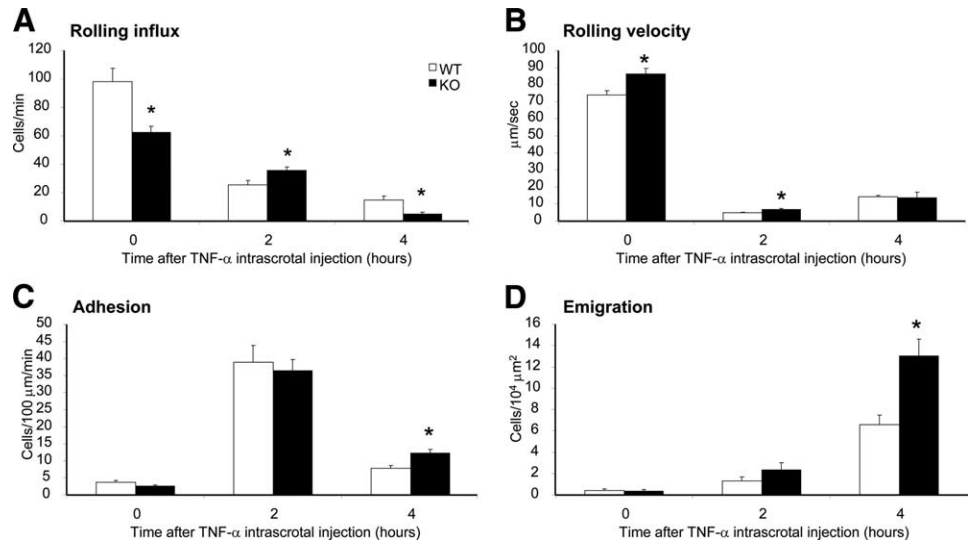 A Rolling influx
120
100
80
60
40
20
0
Cells/min
WT
KO
*
*
*
0 2 4
Time after TNF-α intrascrotal injection (hours)
B Rolling velocity
100
90
80
70
60
50
40
30
20
10
0
μm/sec
*
*
0 2 4
Time after TNF-α intrascrotal injection (hours)
C Adhesion
50
45
40
35
30
25
20
15
10
5
0
Cells/100 μm/min
*
0 2 4
Time after TNF-α intrascrotal injection (hours)
D Emigration
16
14
12
10
8
6
4
2
0
Cells/10⁴ μm²
*
0 2 4
Time after TNF-α intrascrotal injection (hours)